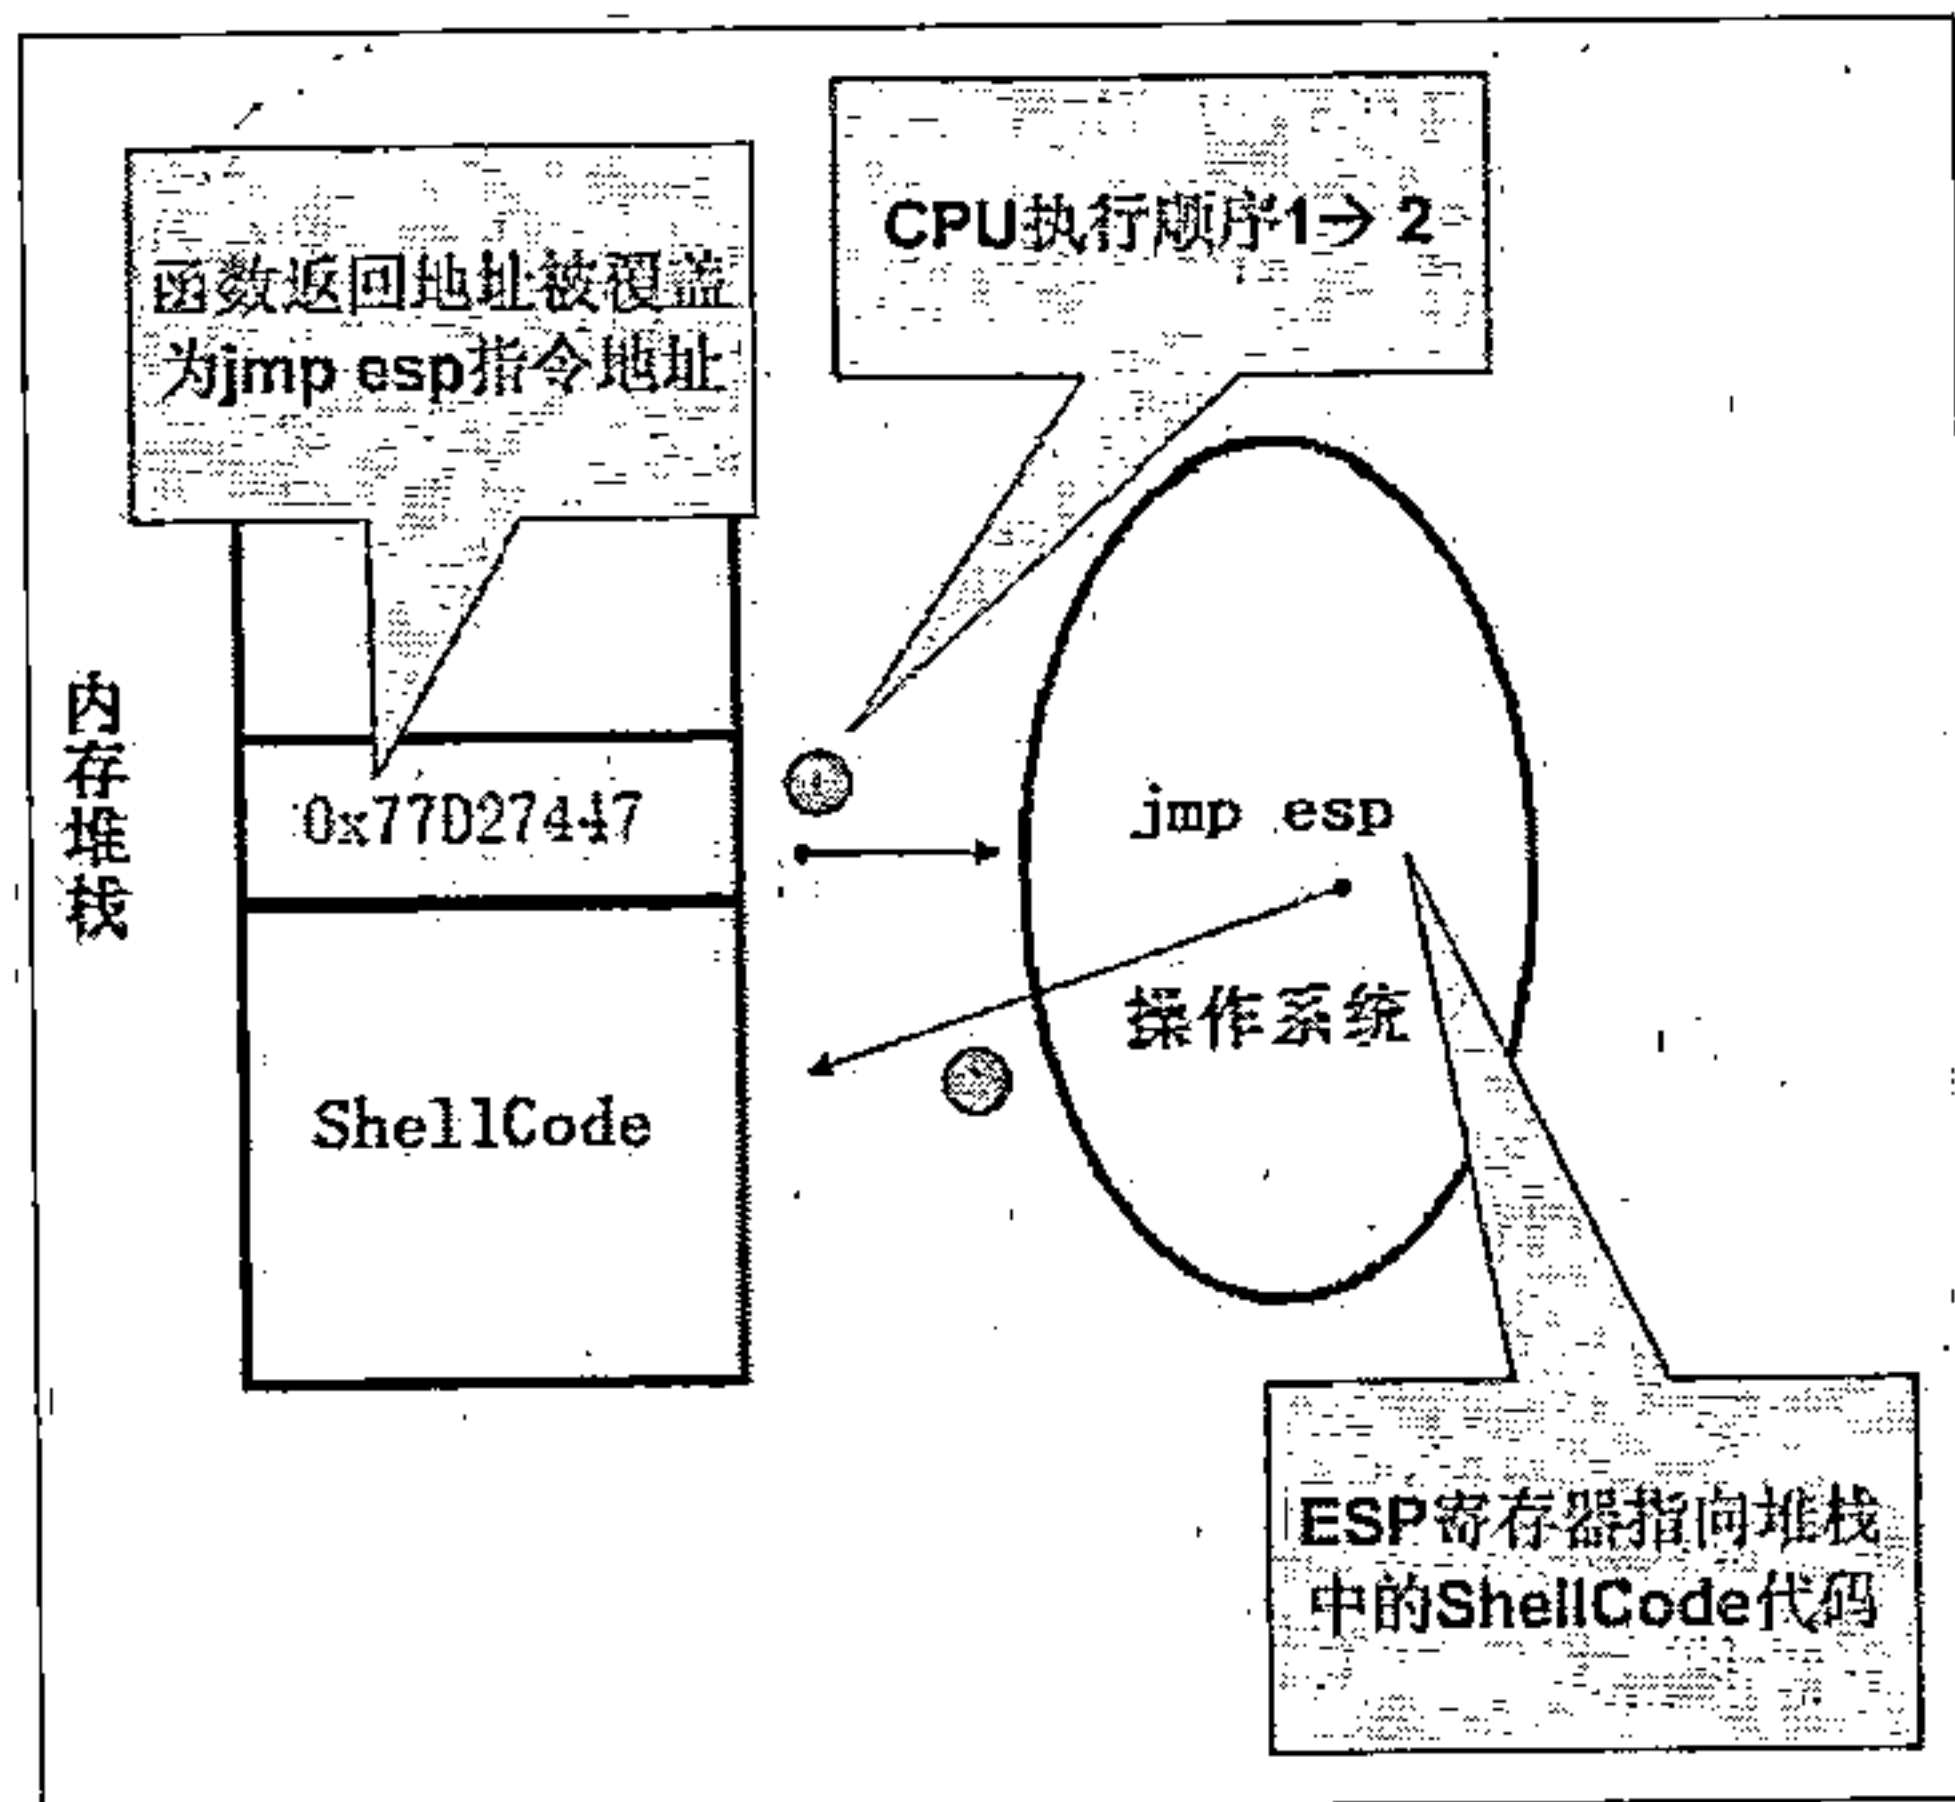 CPU执行顺序1→ 2
函数返回地址被覆盖
为jmp esp指令地址
内存堆栈
0x77D27447
1
jmp esp
操作系统
2
ShellCode
ESP寄存器指向堆栈
中的ShellCode代码